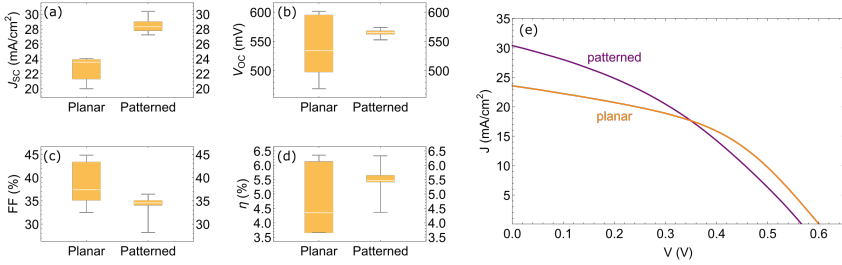 (a)
J_SC (mA/cm²)
30
28
26
24
22
20
30
28
26
24
22
20
Planar Patterned
(b)
V_OC (mV)
600
550
500
600
550
500
Planar Patterned
(c)
FF (%)
45
40
35
30
45
40
35
30
Planar Patterned
(d)
η (%)
6.5
6.0
5.5
5.0
4.5
4.0
3.5
6.5
6.0
5.5
5.0
4.5
4.0
3.5
Planar Patterned
(e)
J (mA/cm²)
35
30
25
20
15
10
5
0
patterned
planar
0.0 0.1 0.2 0.3 0.4 0.5 0.6
V (V)